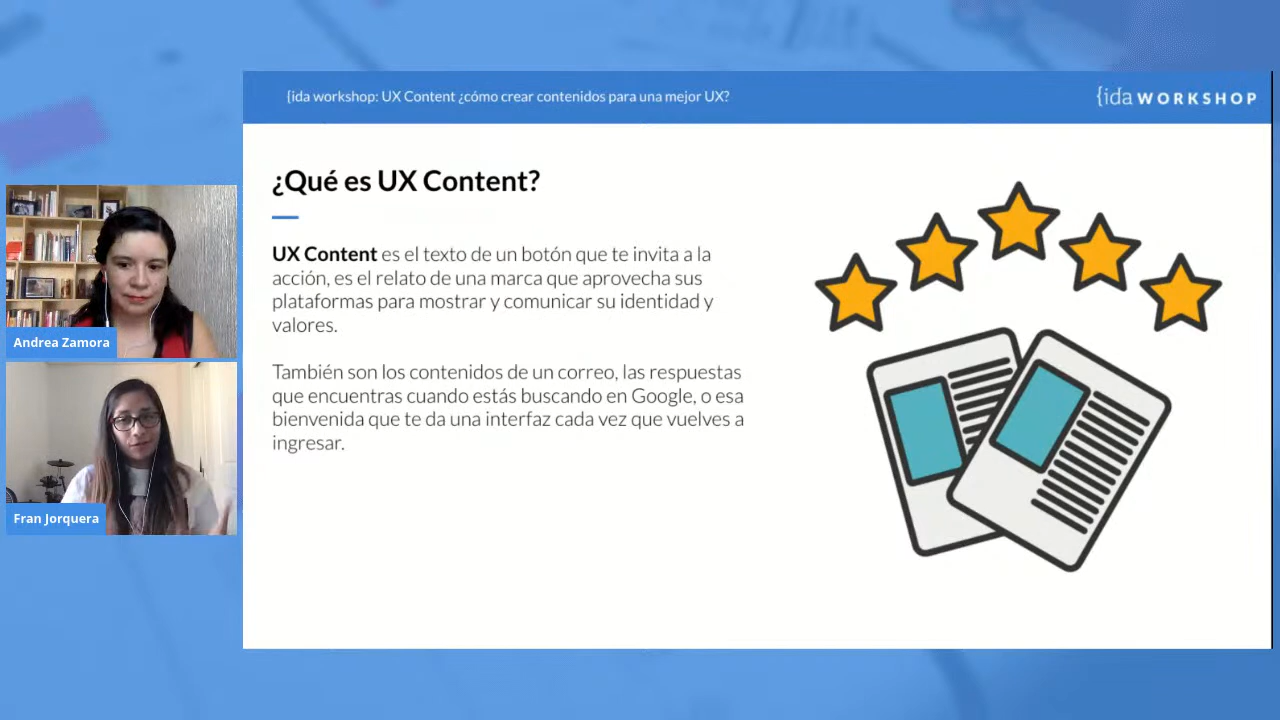 {ida workshop: UX Content ¿cómo crear contenidos para una mejor UX?
{ida WORKSHOP
¿Qué es UX Content?
UX Content es el texto de un botón que te invita a la
acción, es el relato de una marca que aprovecha sus
plataformas para mostrar y comunicar su identidad y
valores.
También son los contenidos de un correo, las respuestas
que encuentras cuando estás buscando en Google, o esa
bienvenida que te da una interfaz cada vez que vuelves a
ingresar.
Andrea Zamora
Fran Jorquera